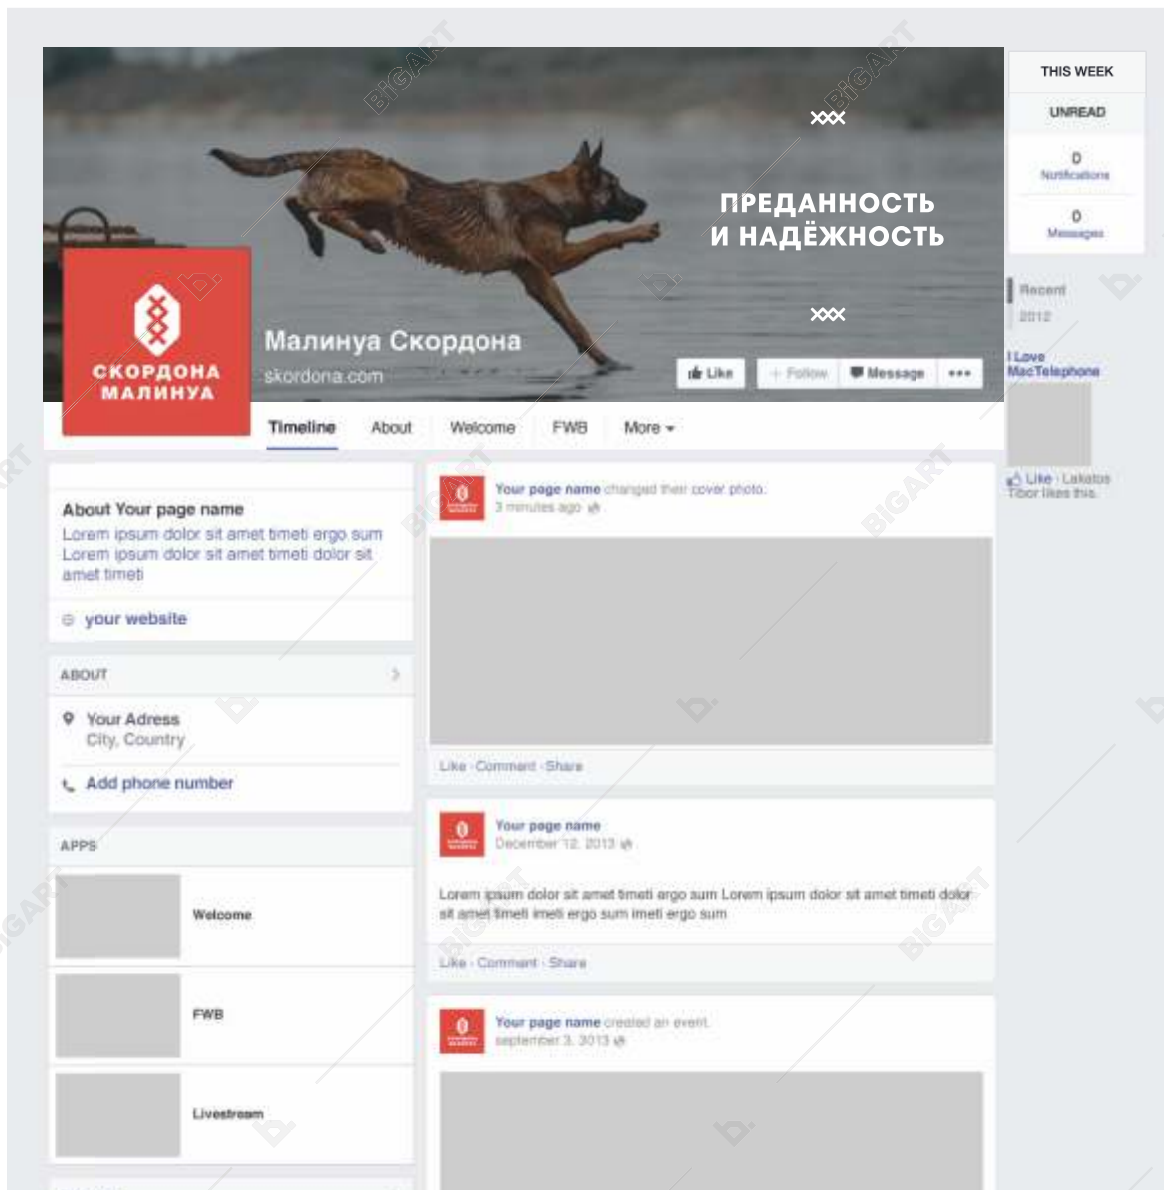 THIS WEEK
UNREAD
0
Notifications
0
Messages
Recent
2012
I Love
MacTelephone
Like · Lakatos
Tibor likes this.
ПРЕДАННОСТЬ
И НАДЁЖНОСТЬ
СКОРДОНА
МАЛИНУА
Малинуа Скордона
skordona.com
Like
+ Follow
Message
•••
Timeline
About
Welcome
FWB
More
About Your page name
Lorem ipsum dolor sit amet timeti ergo sum
Lorem ipsum dolor sit amet timeti dolor sit
amet timeti
your website
ABOUT
Your Adress
City, Country
Add phone number
APPS
Welcome
FWB
Livestream
Your page name changed their cover photo.
3 minutes ago
Like · Comment · Share
Your page name
December 12, 2013
Lorem ipsum dolor sit amet timeti ergo sum Lorem ipsum dolor sit amet timeti dolor
sit amet timeti imeti ergo sum imeti ergo sum
Like · Comment · Share
Your page name created an event.
september 3, 3013
BIGART
BIGART
BIGART
BIGART
BIGART
BIGART